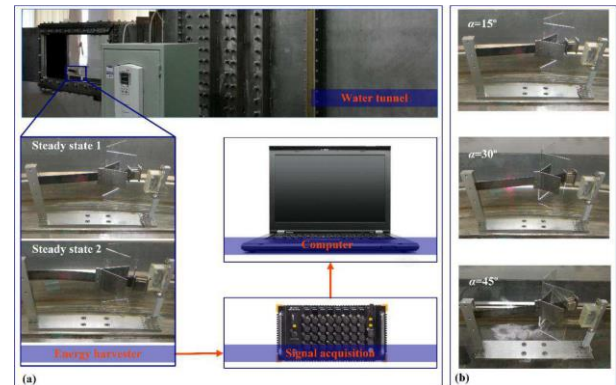 Water tunnel
Steady state 1
Steady state 2
Energy harvester
Computer
Signal acquisition
(a)
(b)
α=15°
α=30°
α=45°